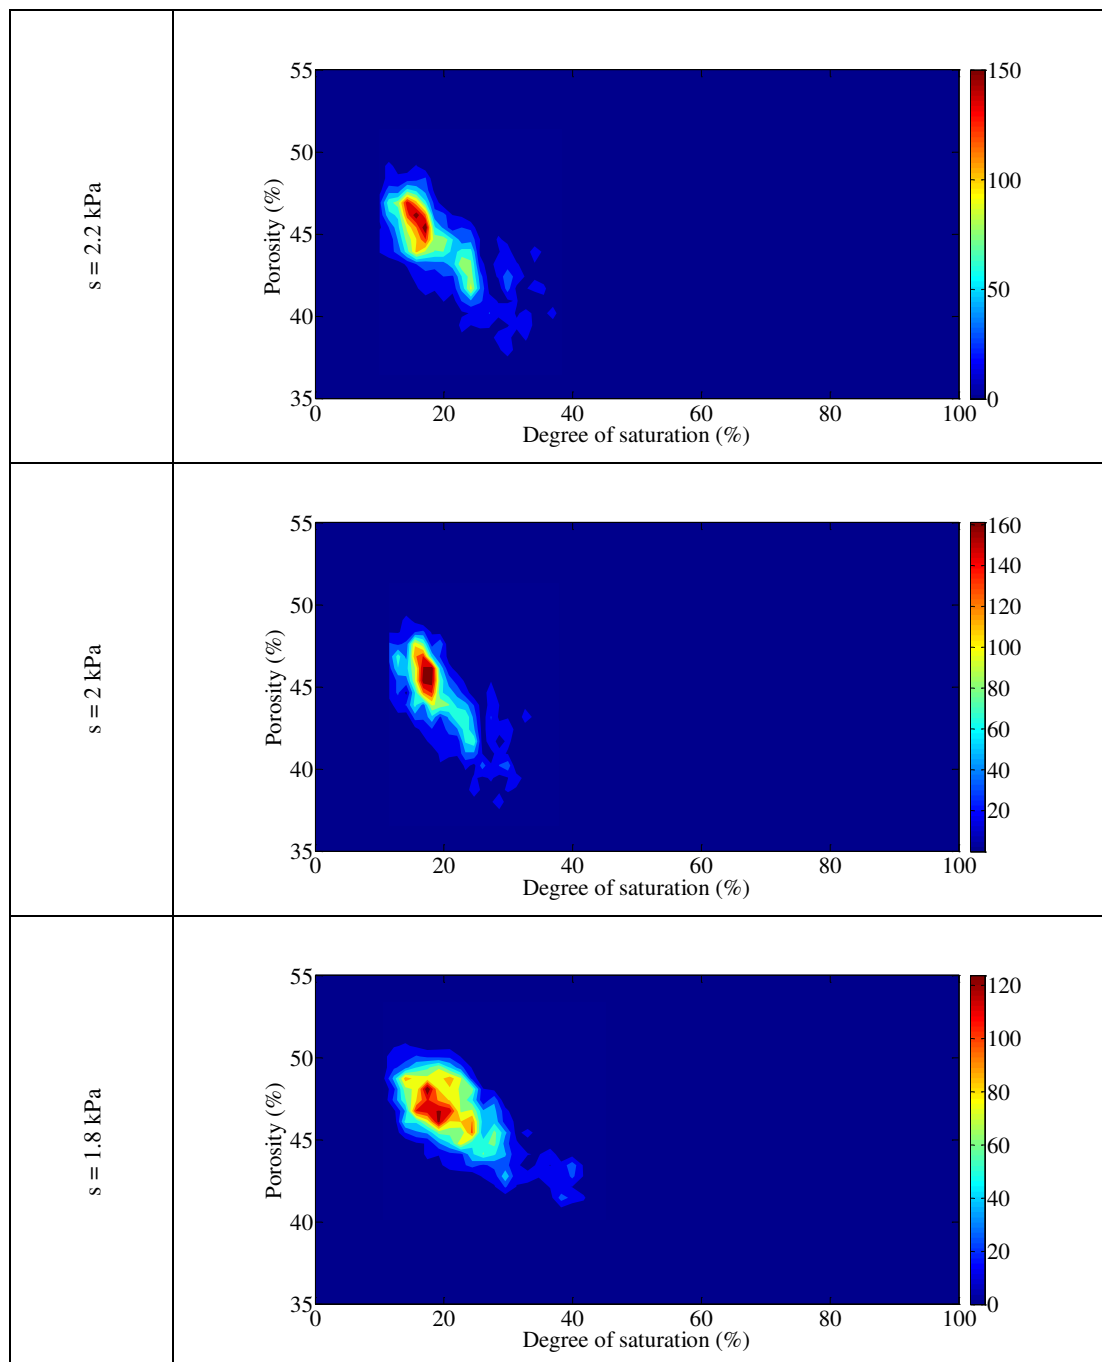 s = 2.2 kPa
55
50
45
40
35
Porosity (%)
0 20 40 60 80 100
Degree of saturation (%)
150
100
50
0
s = 2 kPa
55
50
45
40
35
Porosity (%)
0 20 40 60 80 100
Degree of saturation (%)
160
140
120
100
80
60
40
20
s = 1.8 kPa
55
50
45
40
35
Porosity (%)
0 20 40 60 80 100
Degree of saturation (%)
120
100
80
60
40
20
0